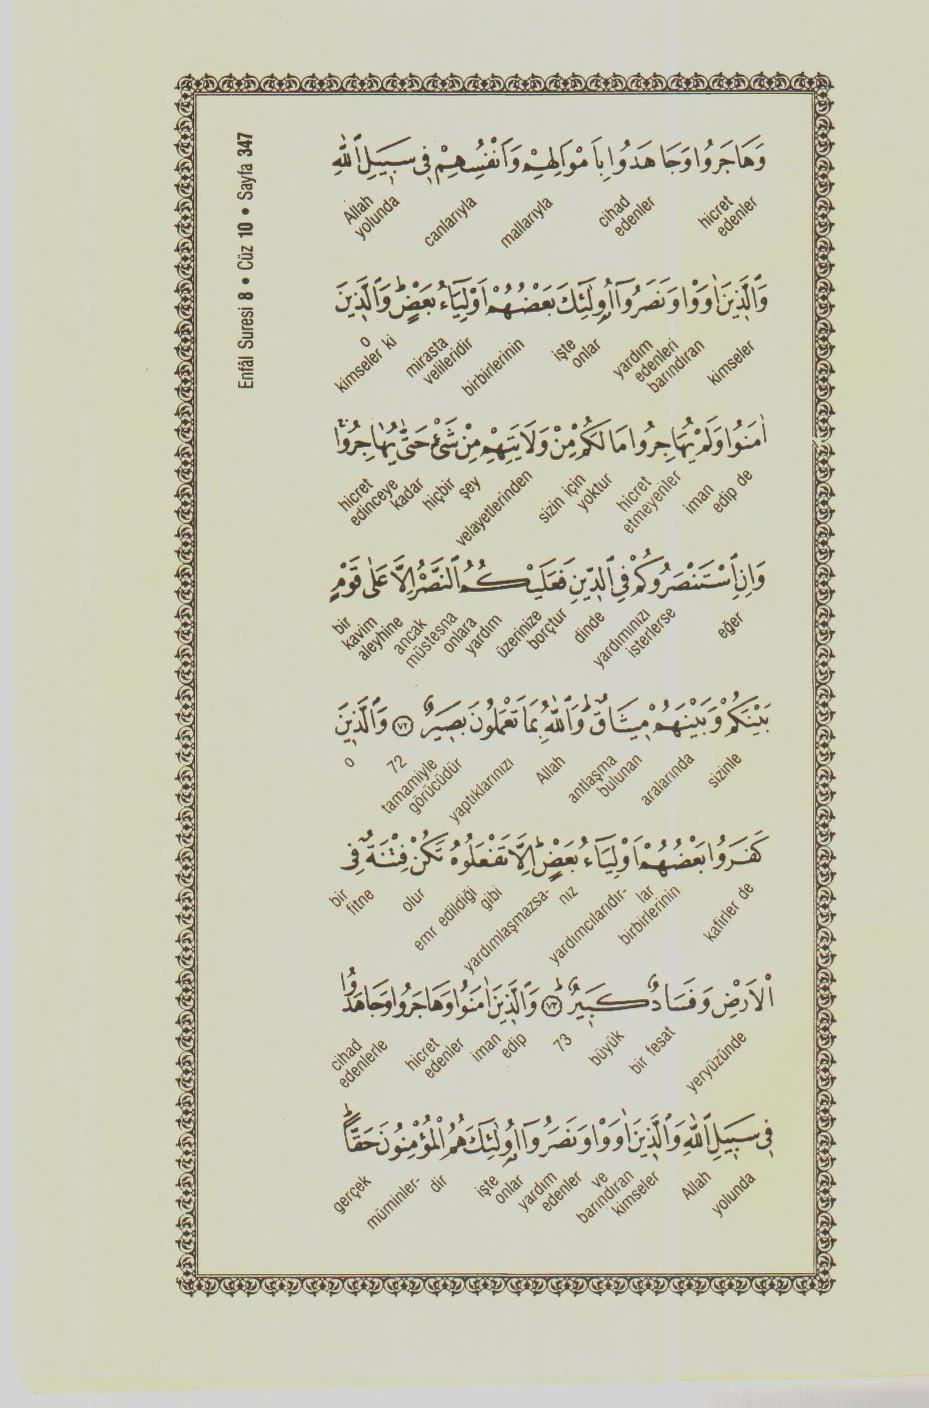 Enfâl Suresi 8 • Cüz 10 • Sayfa 347
وَهَاجَرُوا وَجَاهَدُوا بِاَمْوَالِهِمْ وَاَنْفُسِهِمْ فِي سَبِيلِ اللّٰهِ
hicret edenler cihad edenler mallarıyla canlarıyla Allah yolunda
وَالَّذِينَ اٰوَوْا وَنَصَرُوا اُولٰئِكَ بَعْضُهُمْ اَوْلِيَاءُ بَعْضٍ وَالَّذِينَ
kimseler barındıran yardım edenleri işte onlar birbirlerinin mirasta velileridir o kimseler ki
اٰمَنُوا وَلَمْ يُهَاجِرُوا مَا لَكُمْ مِنْ وَلَايَتِهِمْ مِنْ شَيْءٍ حَتّٰى يُهَاجِرُوا
iman edip de hicret etmeyenler sizin için yoktur velayetlerinden hiçbir şey hicret edinceye kadar
وَاِنِ اسْتَنْصَرُوكُمْ فِي الدِّينِ فَعَلَيْكُمُ النَّصْرُ اِلَّا عَلٰى قَوْمٍ
eğer yardımınızı isterlerse dinde üzerinize borçtur onlara yardım ancak müstesna bir kavim aleyhine
بَيْنَكُمْ وَبَيْنَهُمْ مِيثَاقٌ وَاللّٰهُ بِمَا تَعْمَلُونَ بَصِيرٌ ٧٢ وَالَّذِينَ
sizinle aralarında antlaşma bulunan Allah yaptıklarınızı tamamiyle görücüdür 72 o
كَفَرُوا بَعْضُهُمْ اَوْلِيَاءُ بَعْضٍ اِلَّا تَفْعَلُوهُ تَكُنْ فِتْنَةٌ فِي
kafirler de birbirlerinin yardımcılarıdır-lar yardımlaşmazsa-nız emr edildiği gibi olur bir fitne
الْاَرْضِ وَفَسَادٌ كَبِيرٌ ٧٣ وَالَّذِينَ اٰمَنُوا وَهَاجَرُوا وَجَاهَدُوا
yeryüzünde bir fesat büyük 73 iman edip hicret edenler cihad edenlerle
فِي سَبِيلِ اللّٰهِ وَالَّذِينَ اٰوَوْا وَنَصَرُوا اُولٰئِكَ هُمُ الْمُؤْمِنُونَ حَقًّا
Allah yolunda barındıran kimseler ve yardım edenler işte onlar müminler-dir gerçek